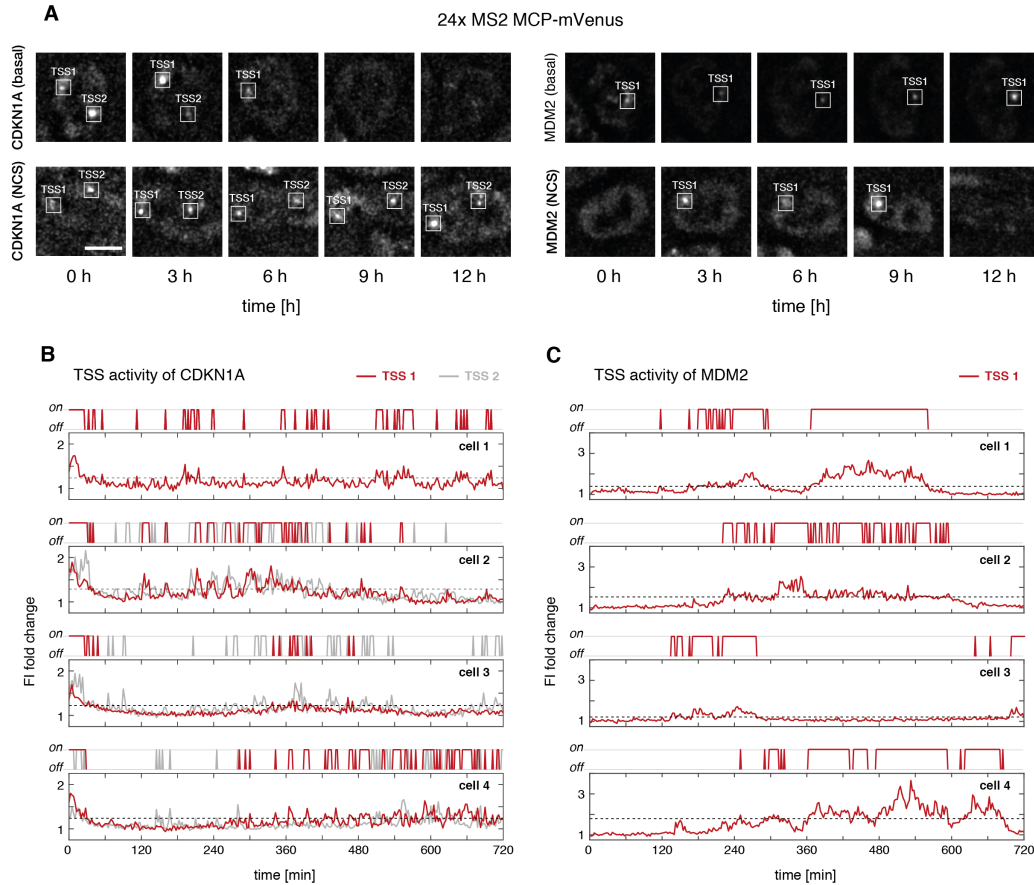 A
24x MS2 MCP-mVenus
CDKN1A (basal)
TSS1
TSS2
TSS1
TSS2
TSS1
MDM2 (basal)
TSS1
TSS1
TSS1
TSS1
TSS1
CDKN1A (NCS)
TSS1
TSS2
TSS1
TSS2
TSS1
TSS2
TSS1
TSS2
TSS1
TSS2
MDM2 (NCS)
TSS1
TSS1
TSS1
0 h 3 h 6 h 9 h 12 h
0 h 3 h 6 h 9 h 12 h
time [h]
time [h]
B
TSS activity of CDKN1A
TSS 1 TSS 2
on
off
2
1
cell 1
on
off
2
1
cell 2
on
off
2
1
cell 3
on
off
2
1
cell 4
FI fold change
0 120 240 360 480 600 720
time [min]
C
TSS activity of MDM2
TSS 1
on
off
3
1
cell 1
on
off
3
1
cell 2
on
off
3
1
cell 3
on
off
3
1
cell 4
FI fold change
0 120 240 360 480 600 720
time [min]